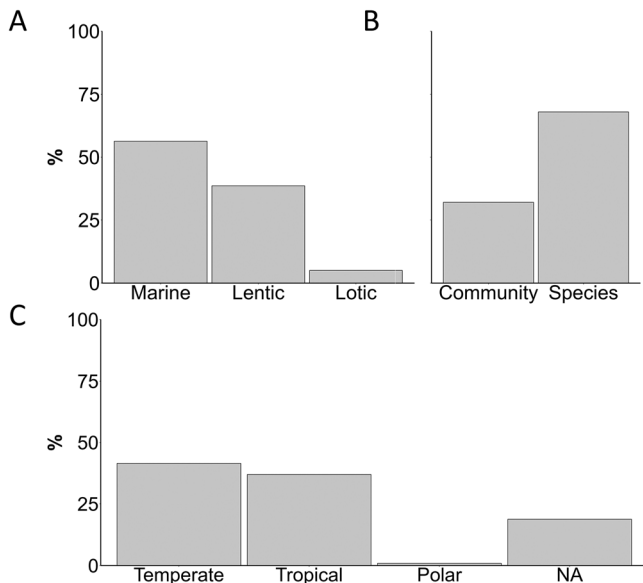 A
B
100
75
%
50
25
0
Marine Lentic Lotic
Community Species
C
100
75
%
50
25
0
Temperate Tropical Polar NA